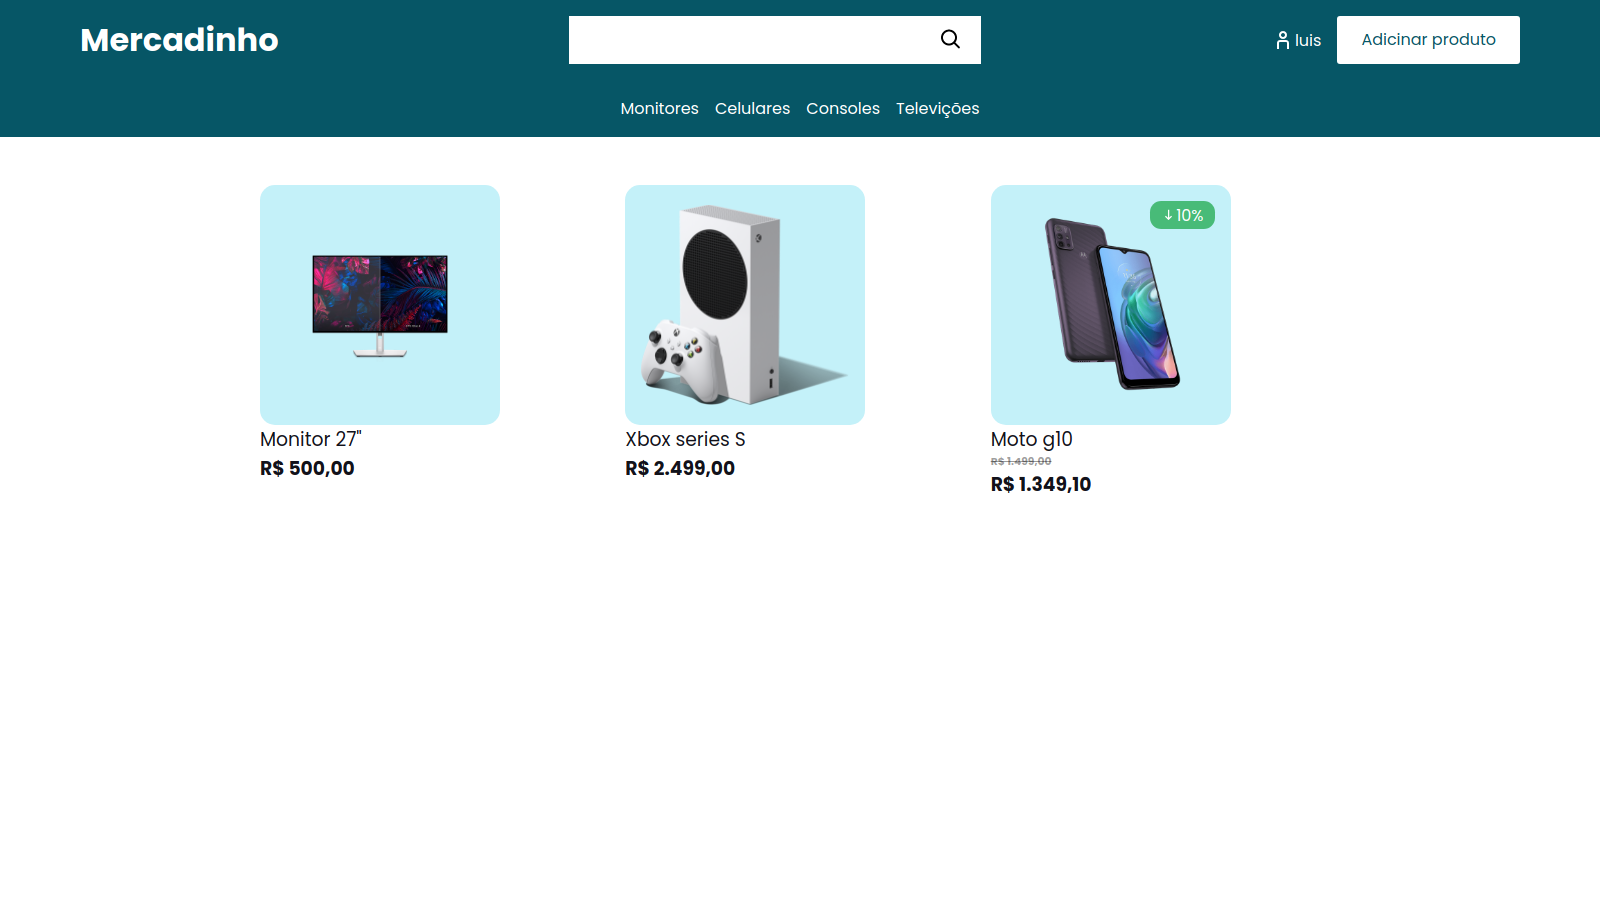 Mercadinho
luis
Adicinar produto
Monitores Celulares Consoles Televições
↓ 10%
Monitor 27"
R$ 500,00
Xbox series S
R$ 2.499,00
Moto g10
R$ 1.499,00
R$ 1.349,10